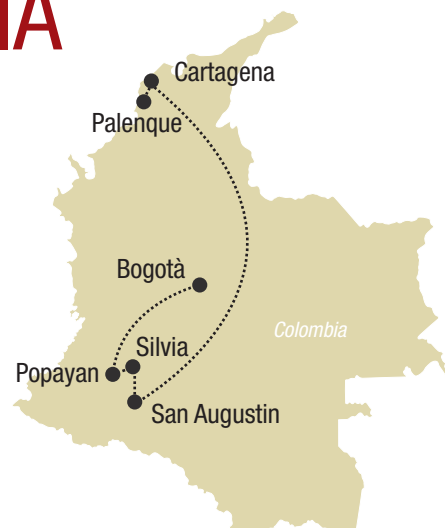 IA
Cartagena
Palenque
Bogotà
Colombia
Silvia
Popayan
San Augustin